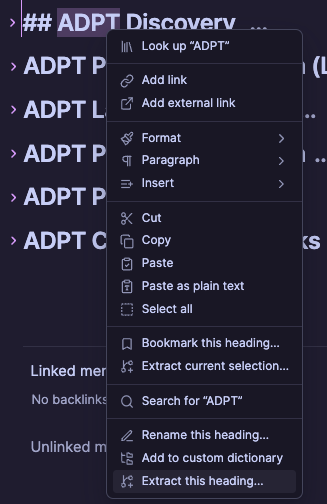 ## ADPT Discovery ...
Look up “ADPT”
ADPT P (L
Add link
Add external link
ADPT L ..
Format
ADPT P ..
Paragraph
Insert
ADPT P
Cut
ADPT C ks
Copy
Paste
Paste as plain text
Select all
Bookmark this heading...
Linked me
Extract current selection...
No backlinks
Search for “ADPT”
Rename this heading...
Unlinked m
Add to custom dictionary
Extract this heading...